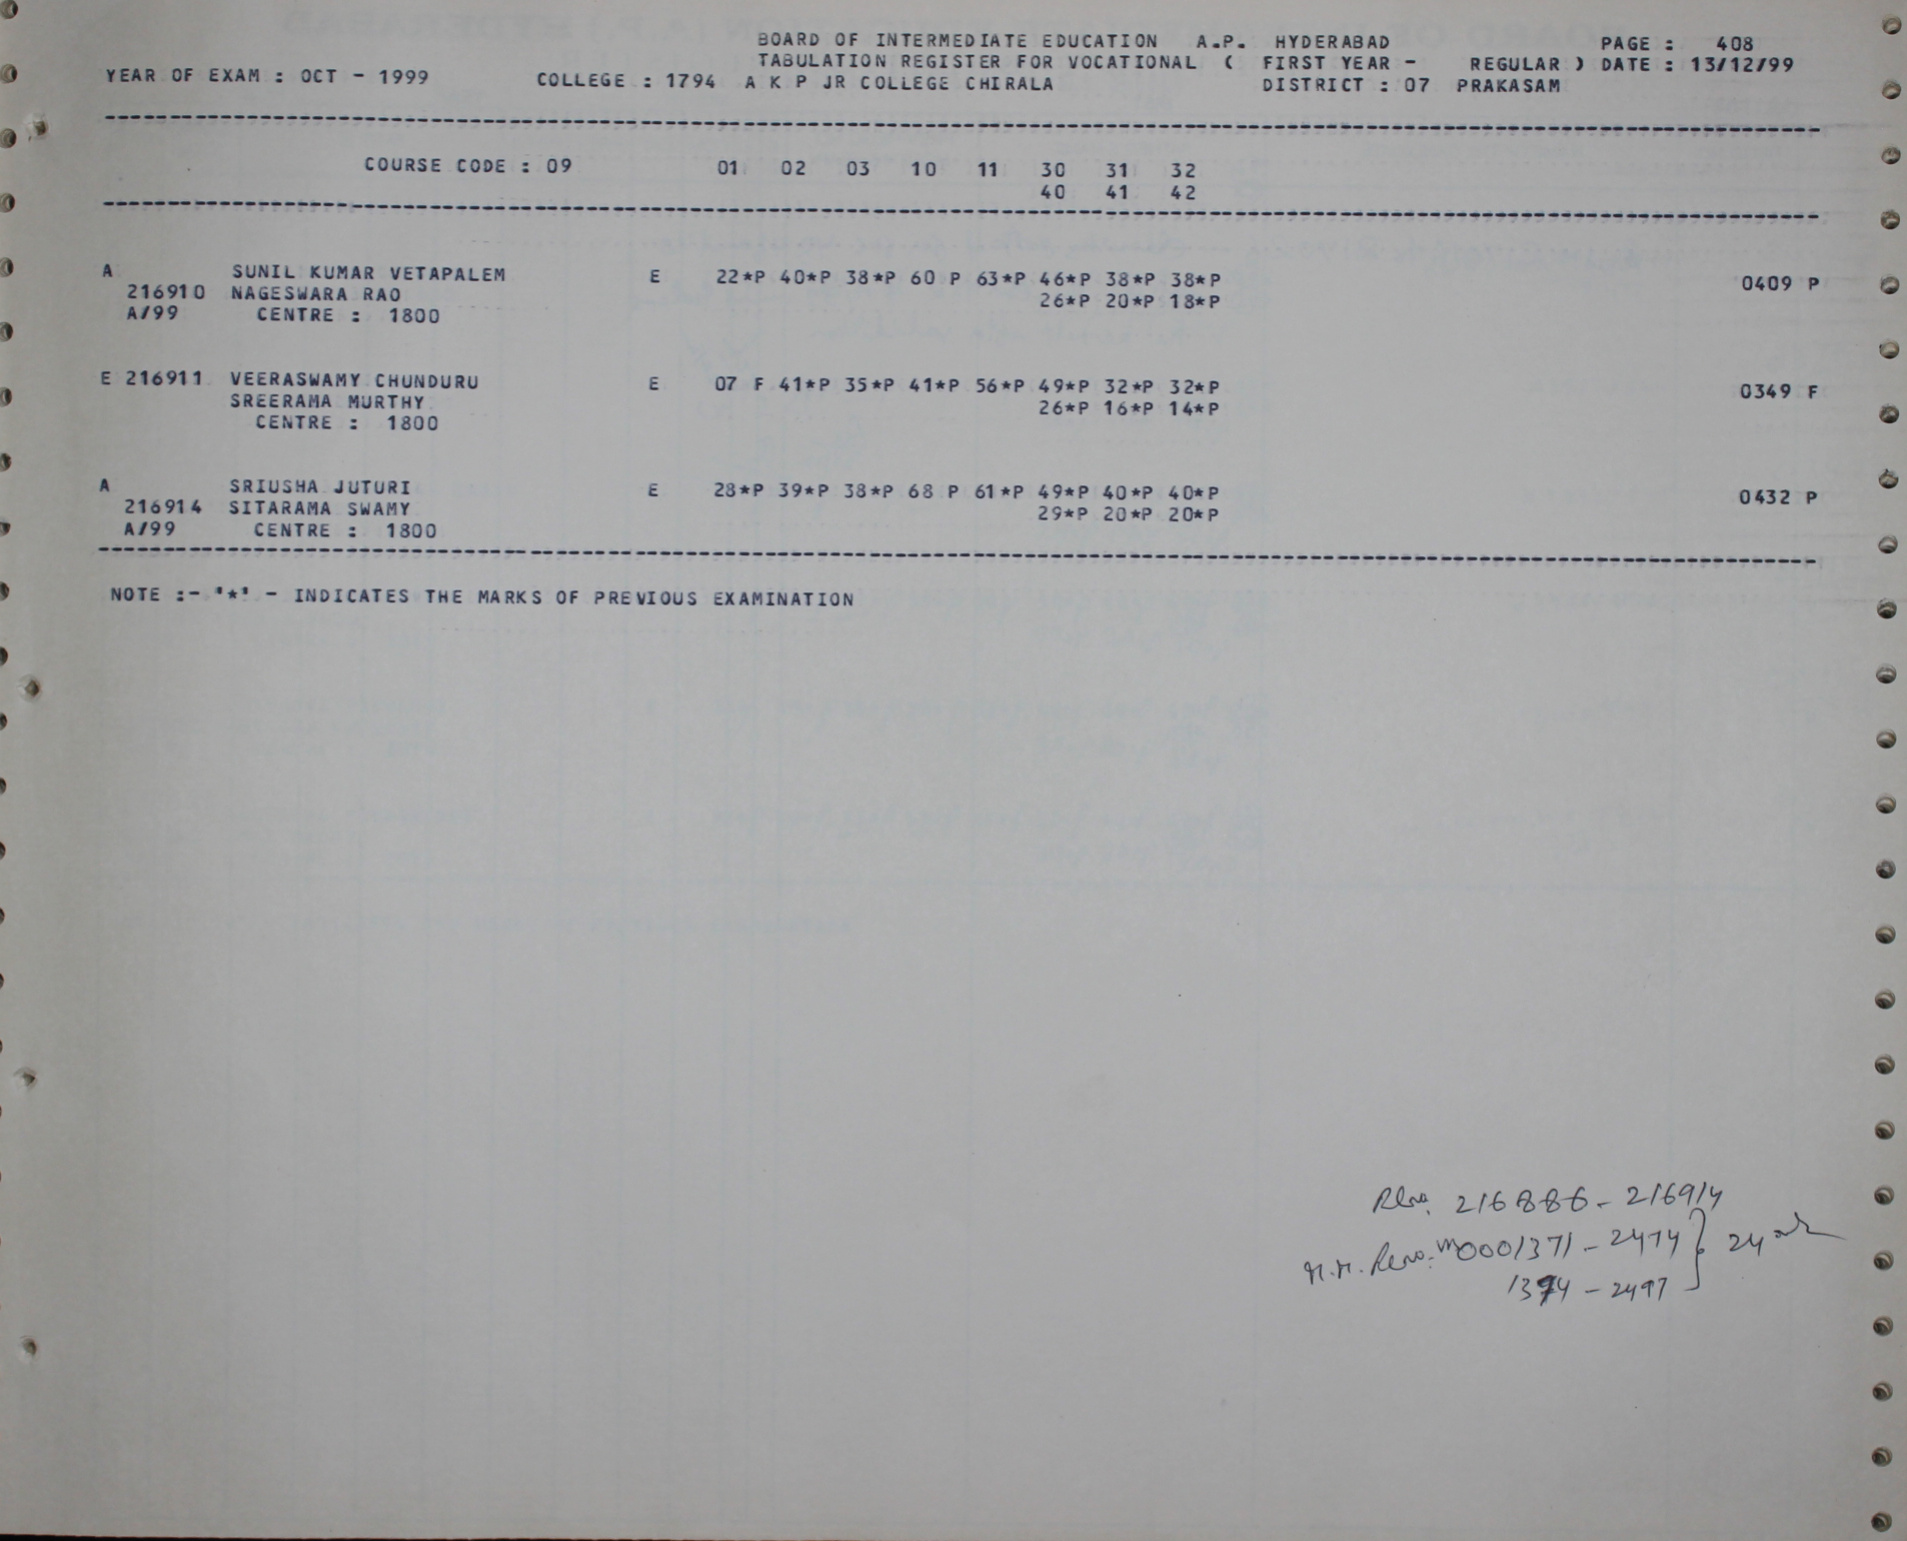 BOARD OF INTERMEDIATE EDUCATION A.P. HYDERABAD PAGE : 408
TABULATION REGISTER FOR VOCATIONAL ( FIRST YEAR - REGULAR ) DATE : 13/12/99
YEAR OF EXAM : OCT - 1999 COLLEGE : 1794 A K P JR COLLEGE CHIRALA DISTRICT : 07 PRAKASAM
COURSE CODE : 09 01 02 03 10 11 30 31 32
40 41 42
A SUNIL KUMAR VETAPALEM E 22*P 40*P 38*P 60 P 63*P 46*P 38*P 38*P 0409 P
216910 NAGESWARA RAO 26*P 20*P 18*P
A/99 CENTRE : 1800
E 216911 VEERASWAMY CHUNDURU E 07 F 41*P 35*P 41*P 56*P 49*P 32*P 32*P 0349 F
SREERAMA MURTHY 26*P 16*P 14*P
CENTRE : 1800
A SRIUSHA JUTURI E 28*P 39*P 38*P 68 P 61*P 49*P 40*P 40*P 0432 P
216914 SITARAMA SWAMY 29*P 20*P 20*P
A/99 CENTRE : 1800
NOTE :- '*' - INDICATES THE MARKS OF PREVIOUS EXAMINATION
216886 - 216914
M.M. 0001371 - 2474 } 24
- 2497